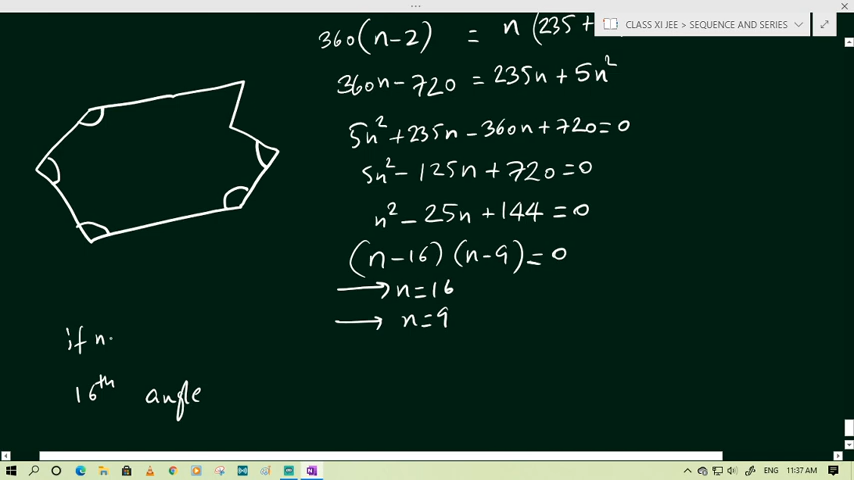 CLASS XI JEE > SEQUENCE AND SERIES
360(n-2) = n(235+
360n-720 = 235n+5n²
5n²+235n-360n+720=0
5n²-125n+720=0
n²-25n+144=0
(n-16)(n-9)=0
→ n=16
→ n=9
if n.
16th angle
ENG 11:37 AM